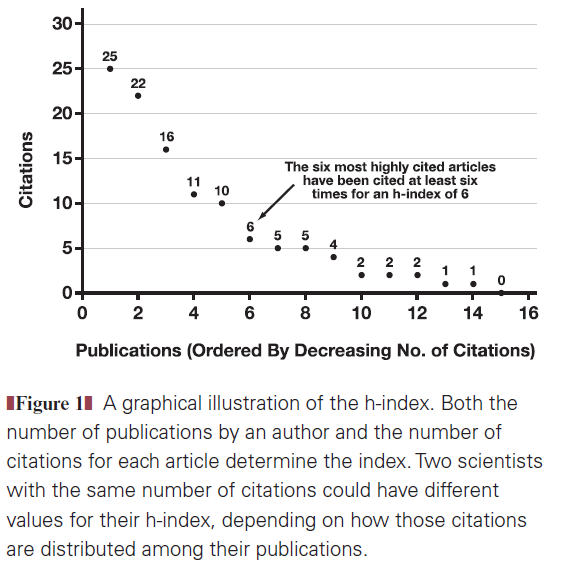 30
25
25
22
20
16
15
The six most highly cited articles
have been cited at least six
times for an h-index of 6
11
10
10
6
5
5
5
4
2
2
2
1
1
0
0
0
2
4
6
8
10
12
14
16
Citations
Publications (Ordered By Decreasing No. of Citations)
Figure 1 A graphical illustration of the h-index. Both the
number of publications by an author and the number of
citations for each article determine the index. Two scientists
with the same number of citations could have different
values for their h-index, depending on how those citations
are distributed among their publications.